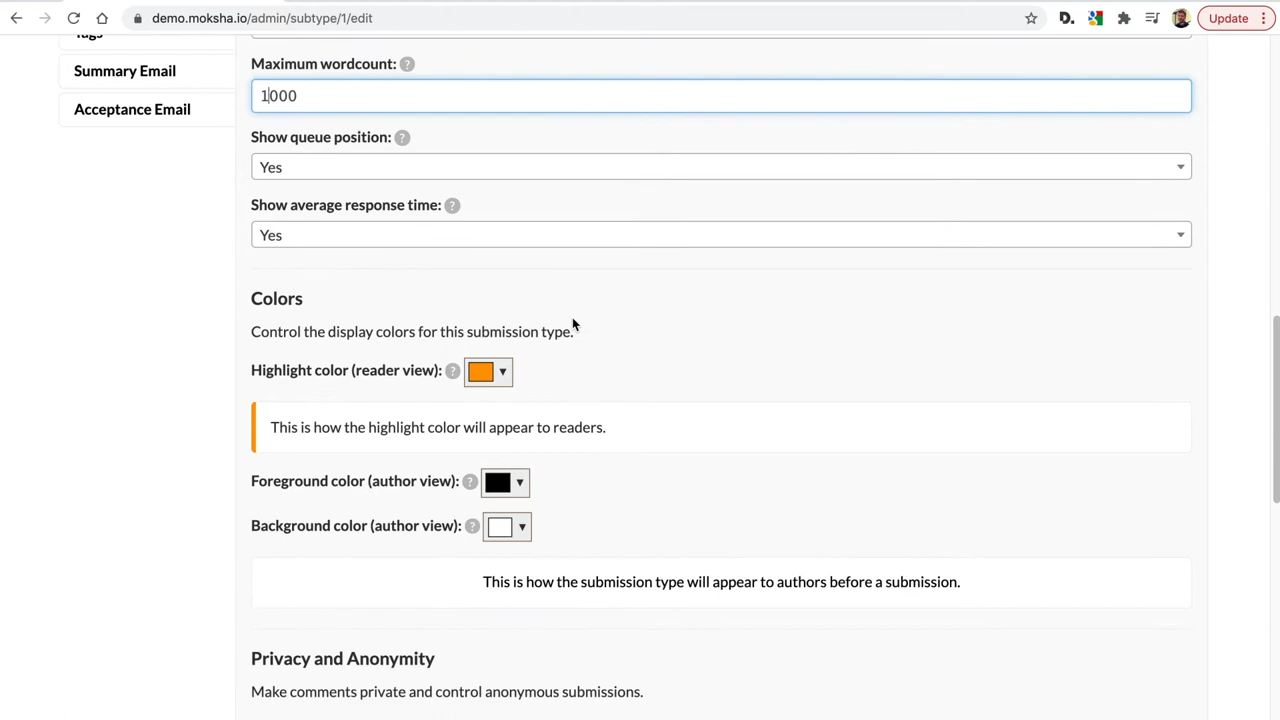 demo.moksha.io/admin/subtype/1/edit
Update
Tags
Summary Email
Acceptance Email
Maximum wordcount: ?
1000
Show queue position: ?
Yes
Show average response time: ?
Yes
Colors
Control the display colors for this submission type.
Highlight color (reader view): ?
This is how the highlight color will appear to readers.
Foreground color (author view): ?
Background color (author view): ?
This is how the submission type will appear to authors before a submission.
Privacy and Anonymity
Make comments private and control anonymous submissions.